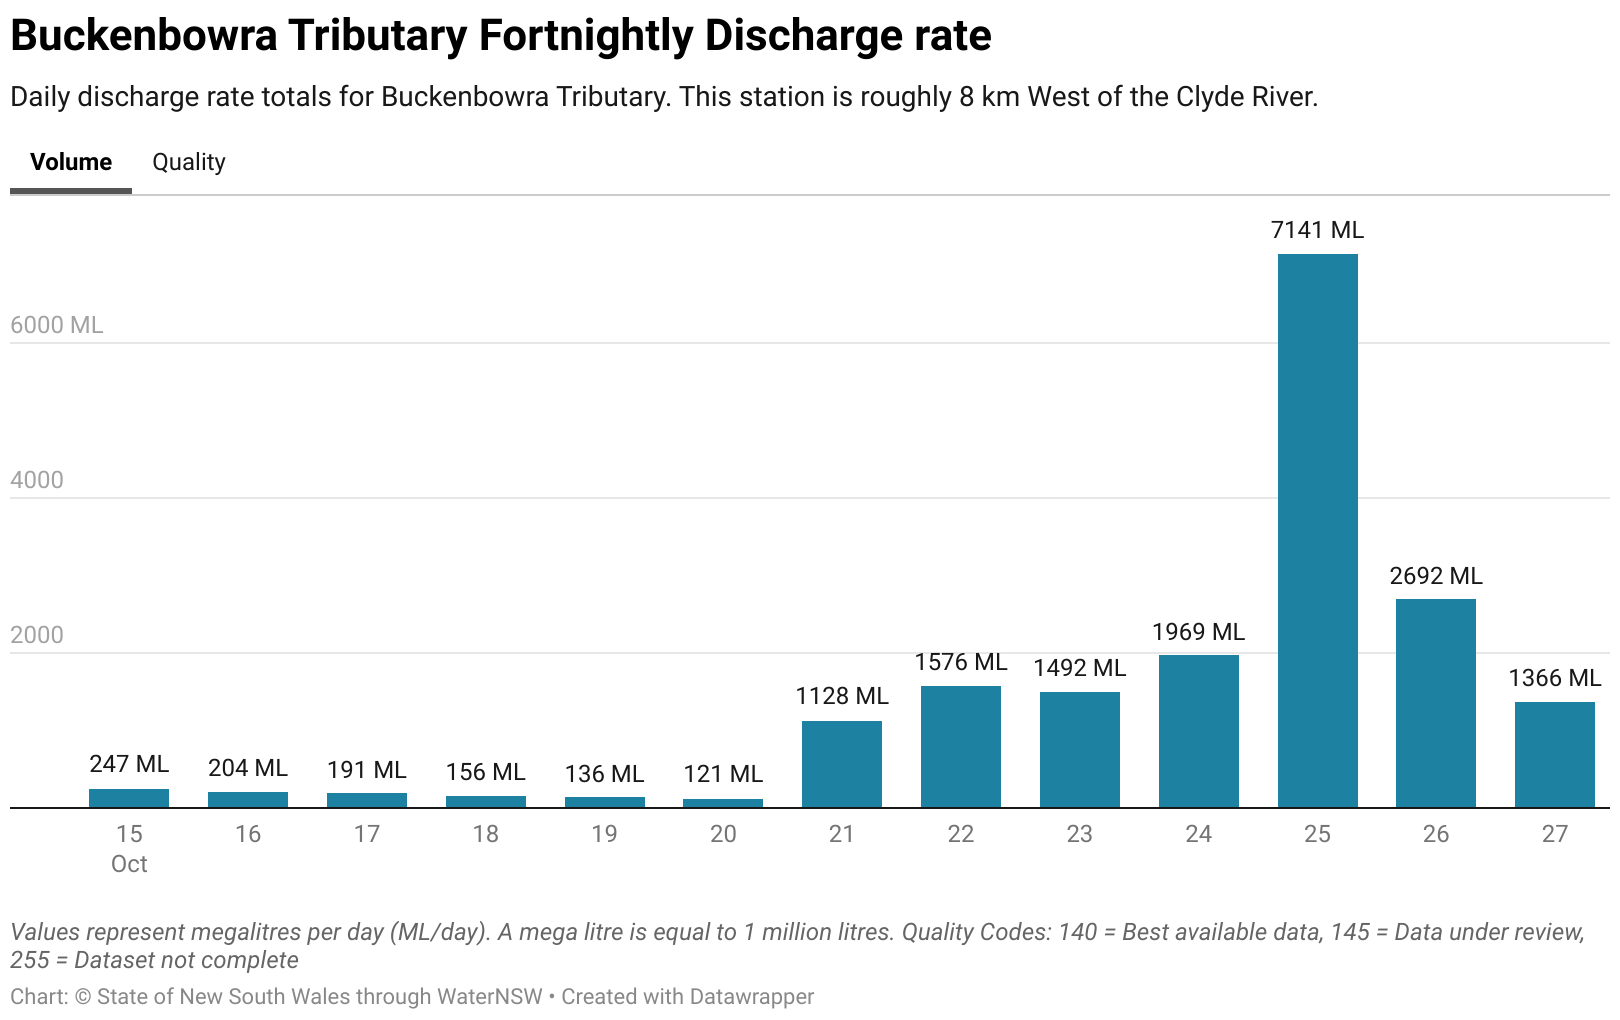 Buckenbowra Tributary Fortnightly Discharge rate
Daily discharge rate totals for Buckenbowra Tributary. This station is roughly 8 km West of the Clyde River.
Volume Quality
7141 ML
6000 ML
4000
2692 ML
2000
1969 ML
1576 ML
1492 ML
1366 ML
1128 ML
247 ML
204 ML
191 ML
156 ML
136 ML
121 ML
15 16 17 18 19 20 21 22 23 24 25 26 27
Oct
Values represent megalitres per day (ML/day). A mega litre is equal to 1 million litres. Quality Codes: 140 = Best available data, 145 = Data under review,
255 = Dataset not complete
Chart: © State of New South Wales through WaterNSW • Created with Datawrapper